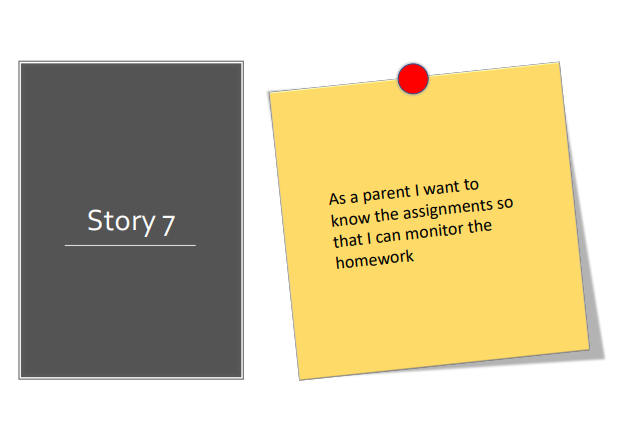 Story 7
As a parent I want to
know the assignments so
that I can monitor the
homework